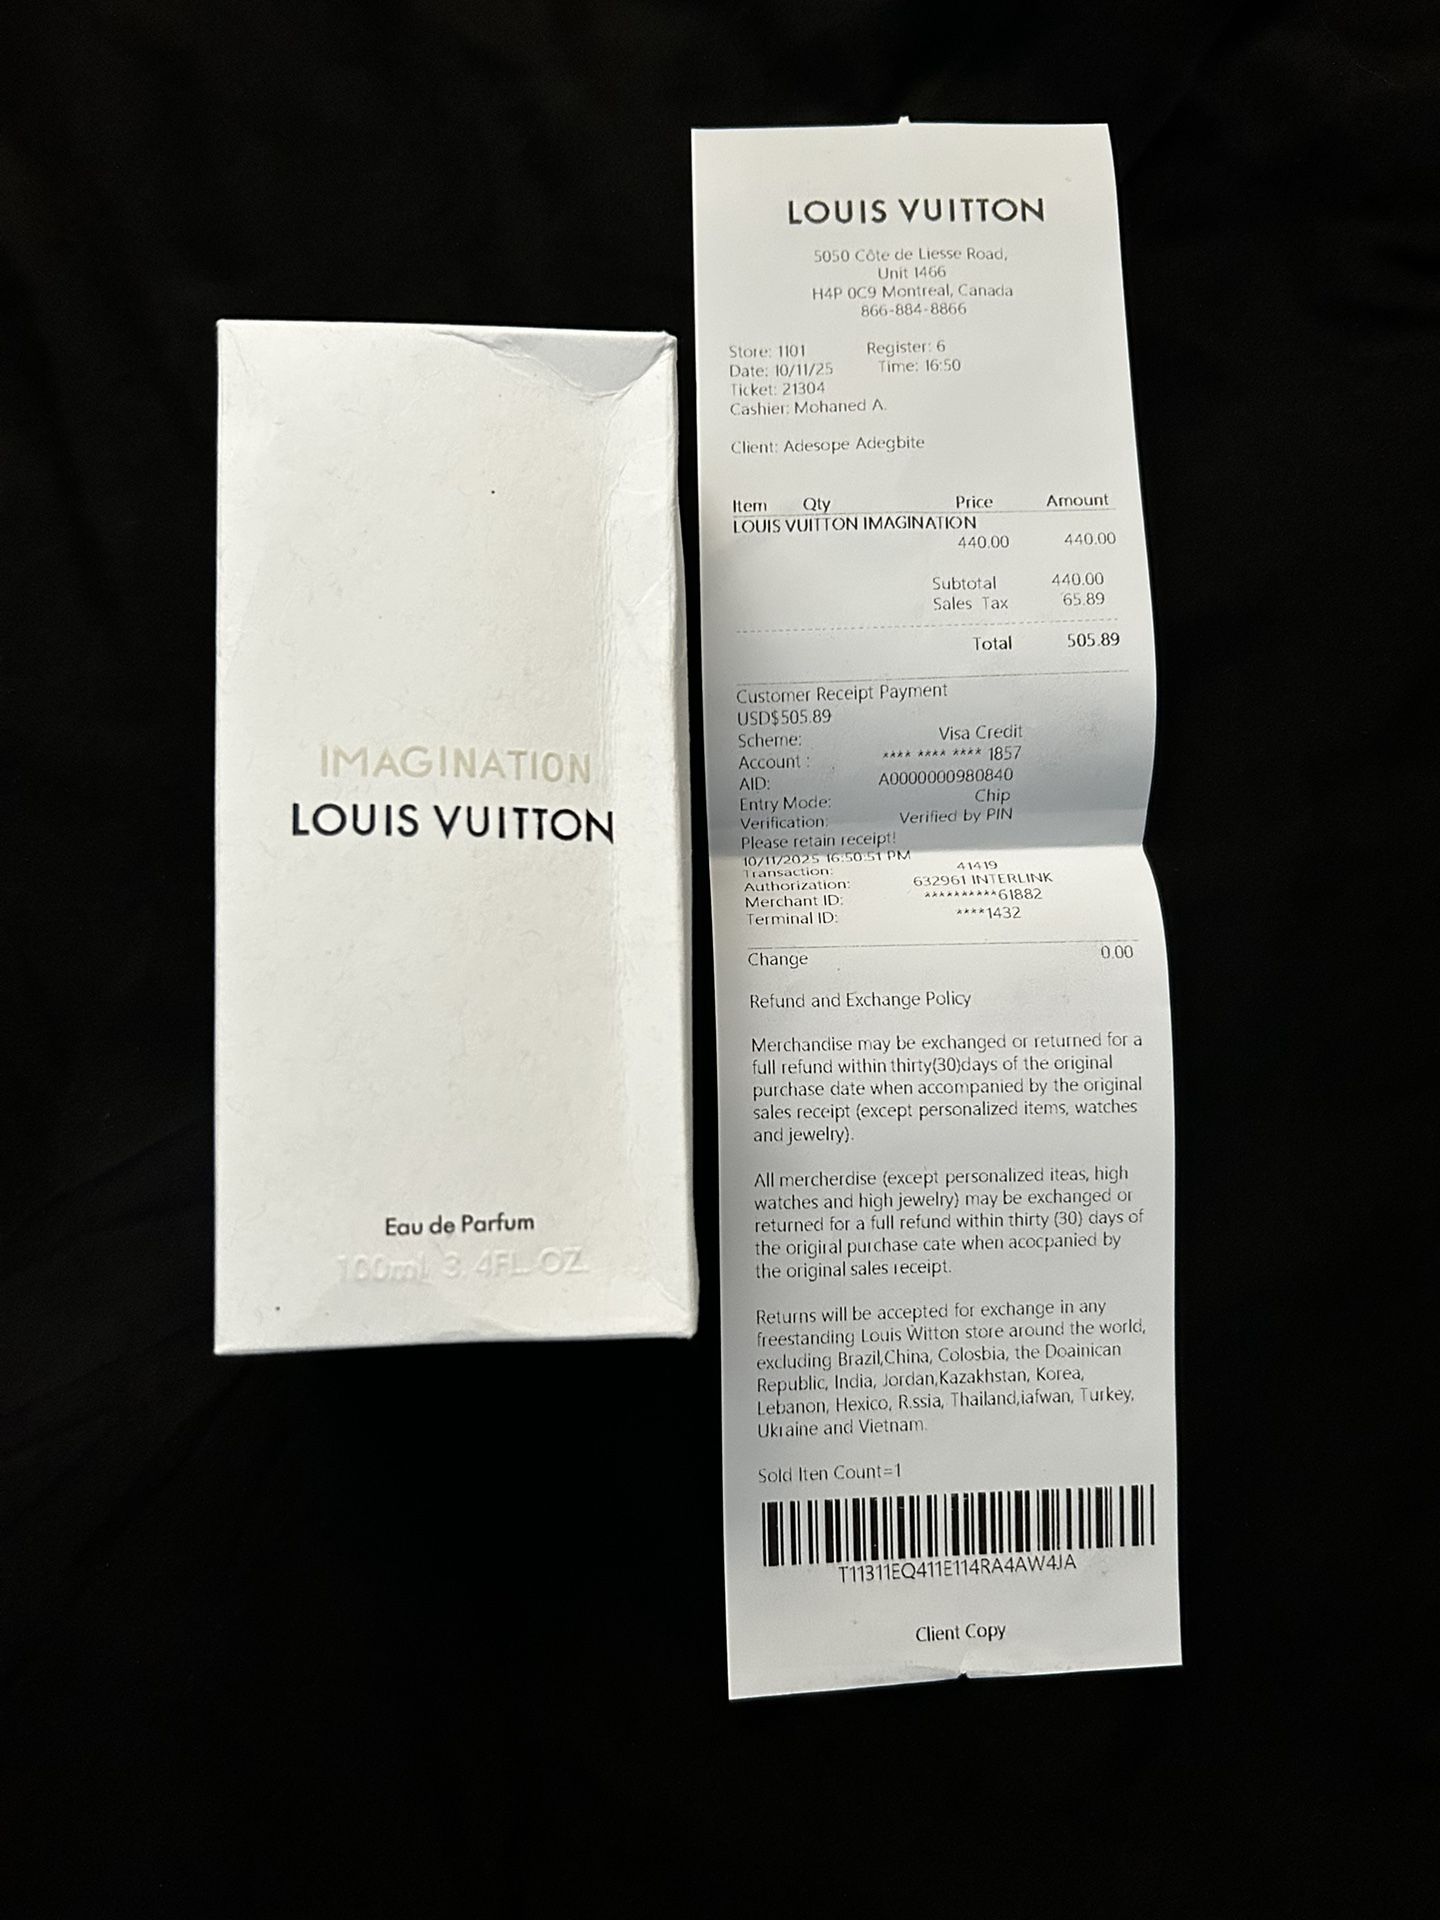 IMAGINATION
LOUIS VUITTON
Eau de Parfum
100ml 3.4FL OZ
LOUIS VUITTON
5050 Côte de Liesse Road,
Unit 1466
H4P 0C9 Montreal, Canada
866-884-8866
Store: 1101 Register: 6
Date: 10/11/25 Time: 16:50
Ticket: 21304
Cashier: Mohaned A.
Client: Adesope Adegbite
Item Qty Price Amount
LOUIS VUITTON IMAGINATION
440.00 440.00
Subtotal 440.00
Sales Tax 65.89
Total 505.89
Customer Receipt Payment
USD$505.89
Scheme: Visa Credit
Account : **** **** **** 1857
AID: A0000000980840
Entry Mode: Chip
Verification: Verified by PIN
Please retain receipt!
10/11/2025 16:50:51 PM
Transaction: 41419
Authorization: 632961 INTERLINK
Merchant ID: **********61882
Terminal ID: ****1432
Change 0.00
Refund and Exchange Policy
Merchandise may be exchanged or returned for a
full refund within thirty(30)days of the original
purchase date when accompanied by the original
sales receipt (except personalized items, watches
and jewelry).
All mercherdise (except personalized iteas, high
watches and high jewelry) may be exchanged or
returned for a full refund within thirty (30) days of
the origiral purchase cate when acocpanied by
the original sales receipt.
Returns will be accepted for exchange in any
freestanding Louis Witton store around the world,
excluding Brazil,China, Colosbia, the Doainican
Republic, India, Jordan,Kazakhstan, Korea,
Lebanon, Hexico, R.ssia, Thailand,iafwan, Turkey,
Ukraine and Vietnam.
Sold Iten Count=1
T11311EQ411E114RA4AW4JA
Client Copy